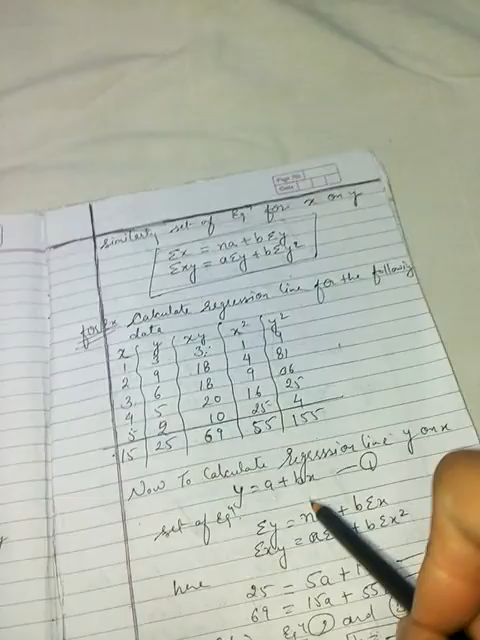 Page No.
Date
Similarly set of Eqn for x on y
Σx = na + bΣy
Σxy = aΣy + bΣy²
for Ex Calculate Regression line for the following
data
x y xy x² y²
1 3 3 1 9
2 9 18 4 81
3 6 18 9 36
4 5 20 16 25
5 2 10 25 4
15 25 69 55 155
Now To Calculate Regression line y on x
y = a + bx — ①
set of Eqn
Σy = na + bΣx
Σxy = aΣx + bΣx²
here
25 = 5a + 1
69 = 15a + 55
Eqn ② and